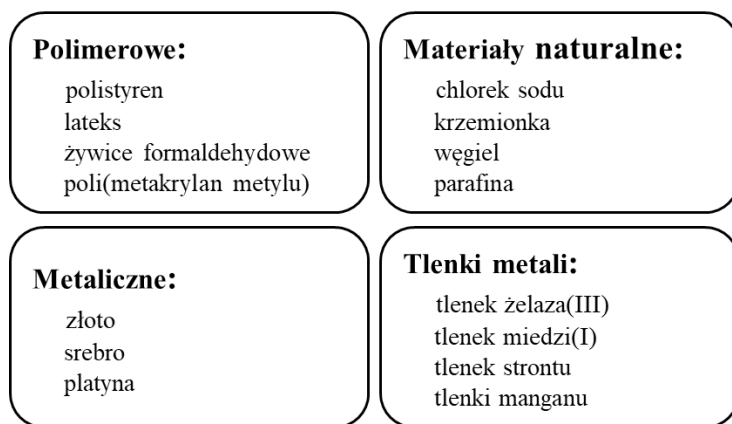 Polimerowe:
polistyren
lateks
żywice formaldehydowe
poli(metakrylan metylu)
Materiały naturalne:
chlorek sodu
krzemionka
węgiel
parafina
Metaliczne:
złoto
srebro
platyna
Tlenki metali:
tlenek żelaza(III)
tlenek miedzi(I)
tlenek strontu
tlenki manganu